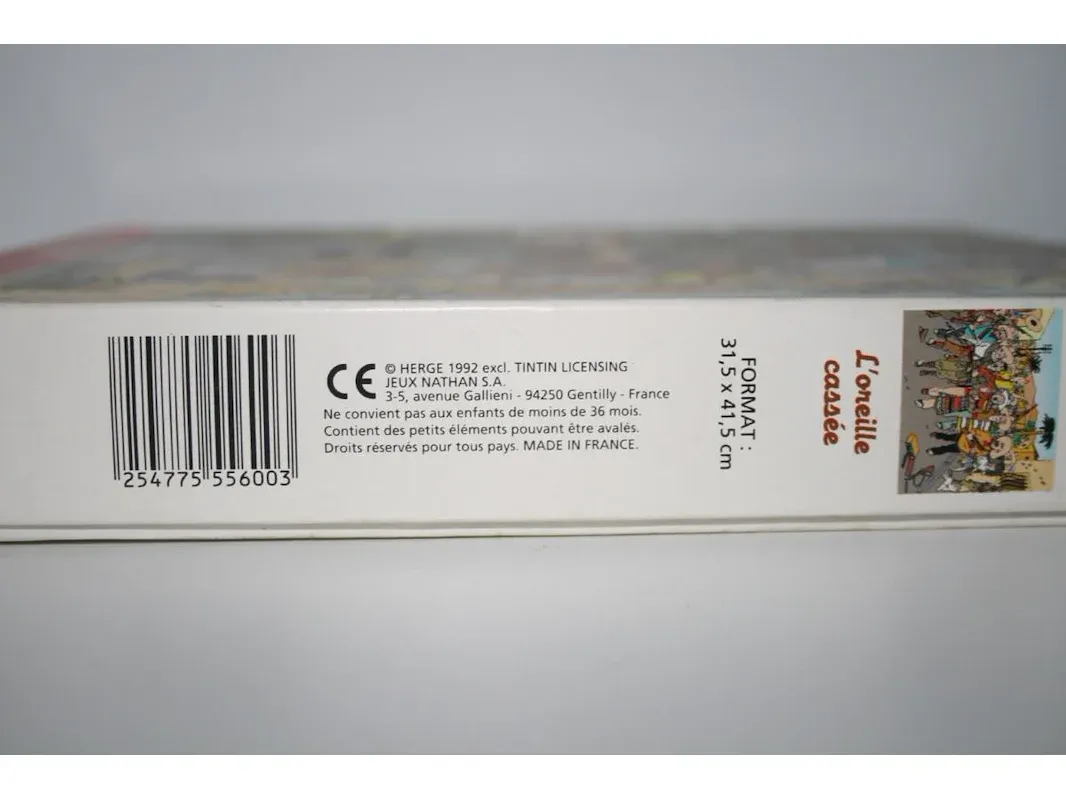 254775 556003
CE
© HERGE 1992 excl. TINTIN LICENSING
JEUX NATHAN S.A.
3-5, avenue Gallieni - 94250 Gentilly - France
Ne convient pas aux enfants de moins de 36 mois.
Contient des petits éléments pouvant être avalés.
Droits réservés pour tous pays. MADE IN FRANCE.
FORMAT :
31,5 x 41,5 cm
L'oreille
cassée